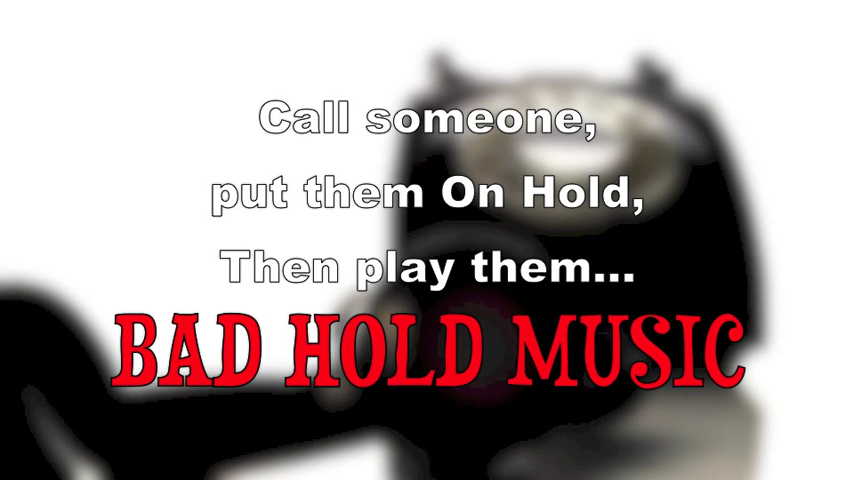 Call someone,
put them On Hold,
Then play them...
BAD HOLD MUSIC